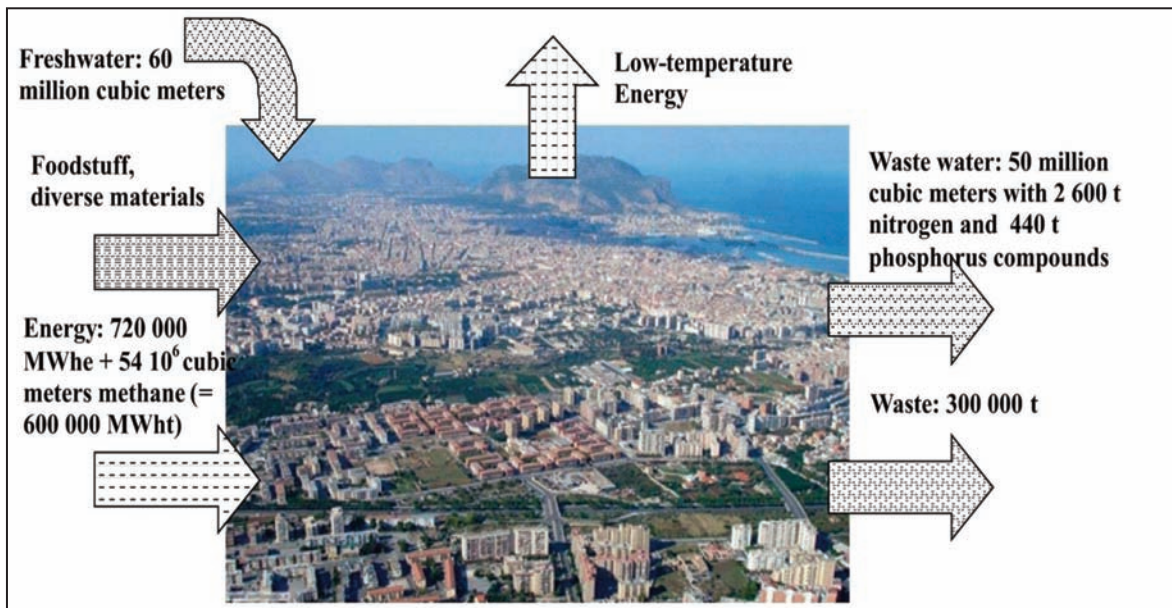 Freshwater: 60
million cubic meters
Low-temperature
Energy
Foodstuff,
diverse materials
Waste water: 50 million
cubic meters with 2 600 t
nitrogen and 440 t
phosphorus compounds
Energy: 720 000
MWhe + 54 10⁶ cubic
meters methane (=
600 000 MWht)
Waste: 300 000 t